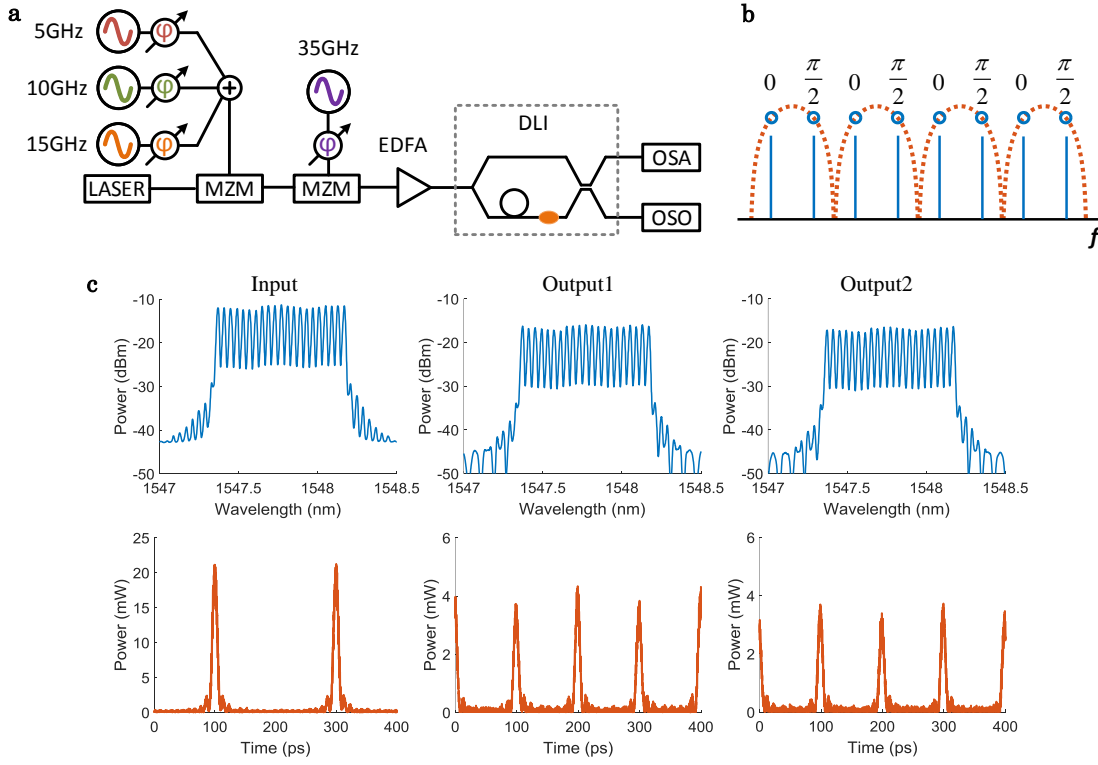 a
5GHz
φ
10GHz
φ
15GHz
φ
+
35GHz
φ
LASER
MZM
MZM
EDFA
DLI
OSA
OSO
b
0 π/2 0 π/2 0 π/2 0 π/2
f
c
Input
Output1
Output2
Power (dBm)
-10
-20
-30
-40
-50
1547 1547.5 1548 1548.5
Wavelength (nm)
Power (dBm)
-10
-20
-30
-40
-50
1547 1547.5 1548 1548.5
Wavelength (nm)
Power (dBm)
-10
-20
-30
-40
-50
1547 1547.5 1548 1548.5
Wavelength (nm)
Power (mW)
25
20
15
10
5
0
0 100 200 300 400
Time (ps)
Power (mW)
6
4
2
0
0 100 200 300 400
Time (ps)
Power (mW)
6
4
2
0
0 100 200 300 400
Time (ps)